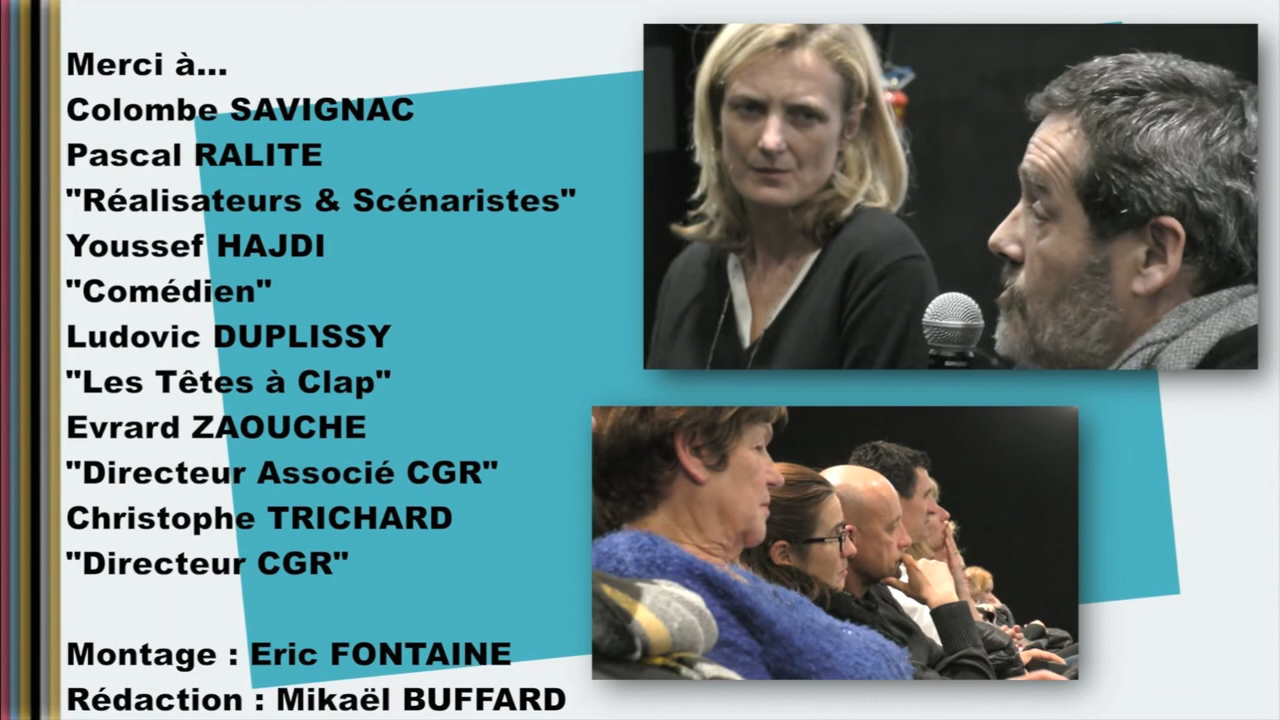 Merci à...
Colombe SAVIGNAC
Pascal RALITE
"Réalisateurs & Scénaristes"
Youssef HAJDI
"Comédien"
Ludovic DUPLISSY
"Les Têtes à Clap"
Evrard ZAOUCHE
"Directeur Associé CGR"
Christophe TRICHARD
"Directeur CGR"
Montage : Eric FONTAINE
Rédaction : Mikaël BUFFARD